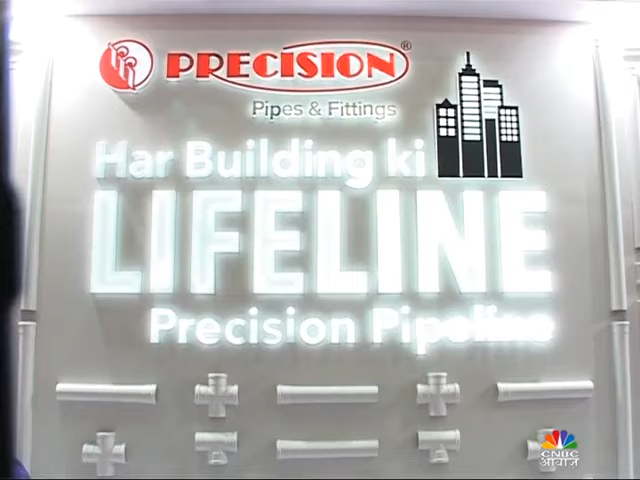 PRECISION®
Pipes & Fittings
Har Building ki
LIFELINE
Precision Pipeline
CNBC
आवाज़